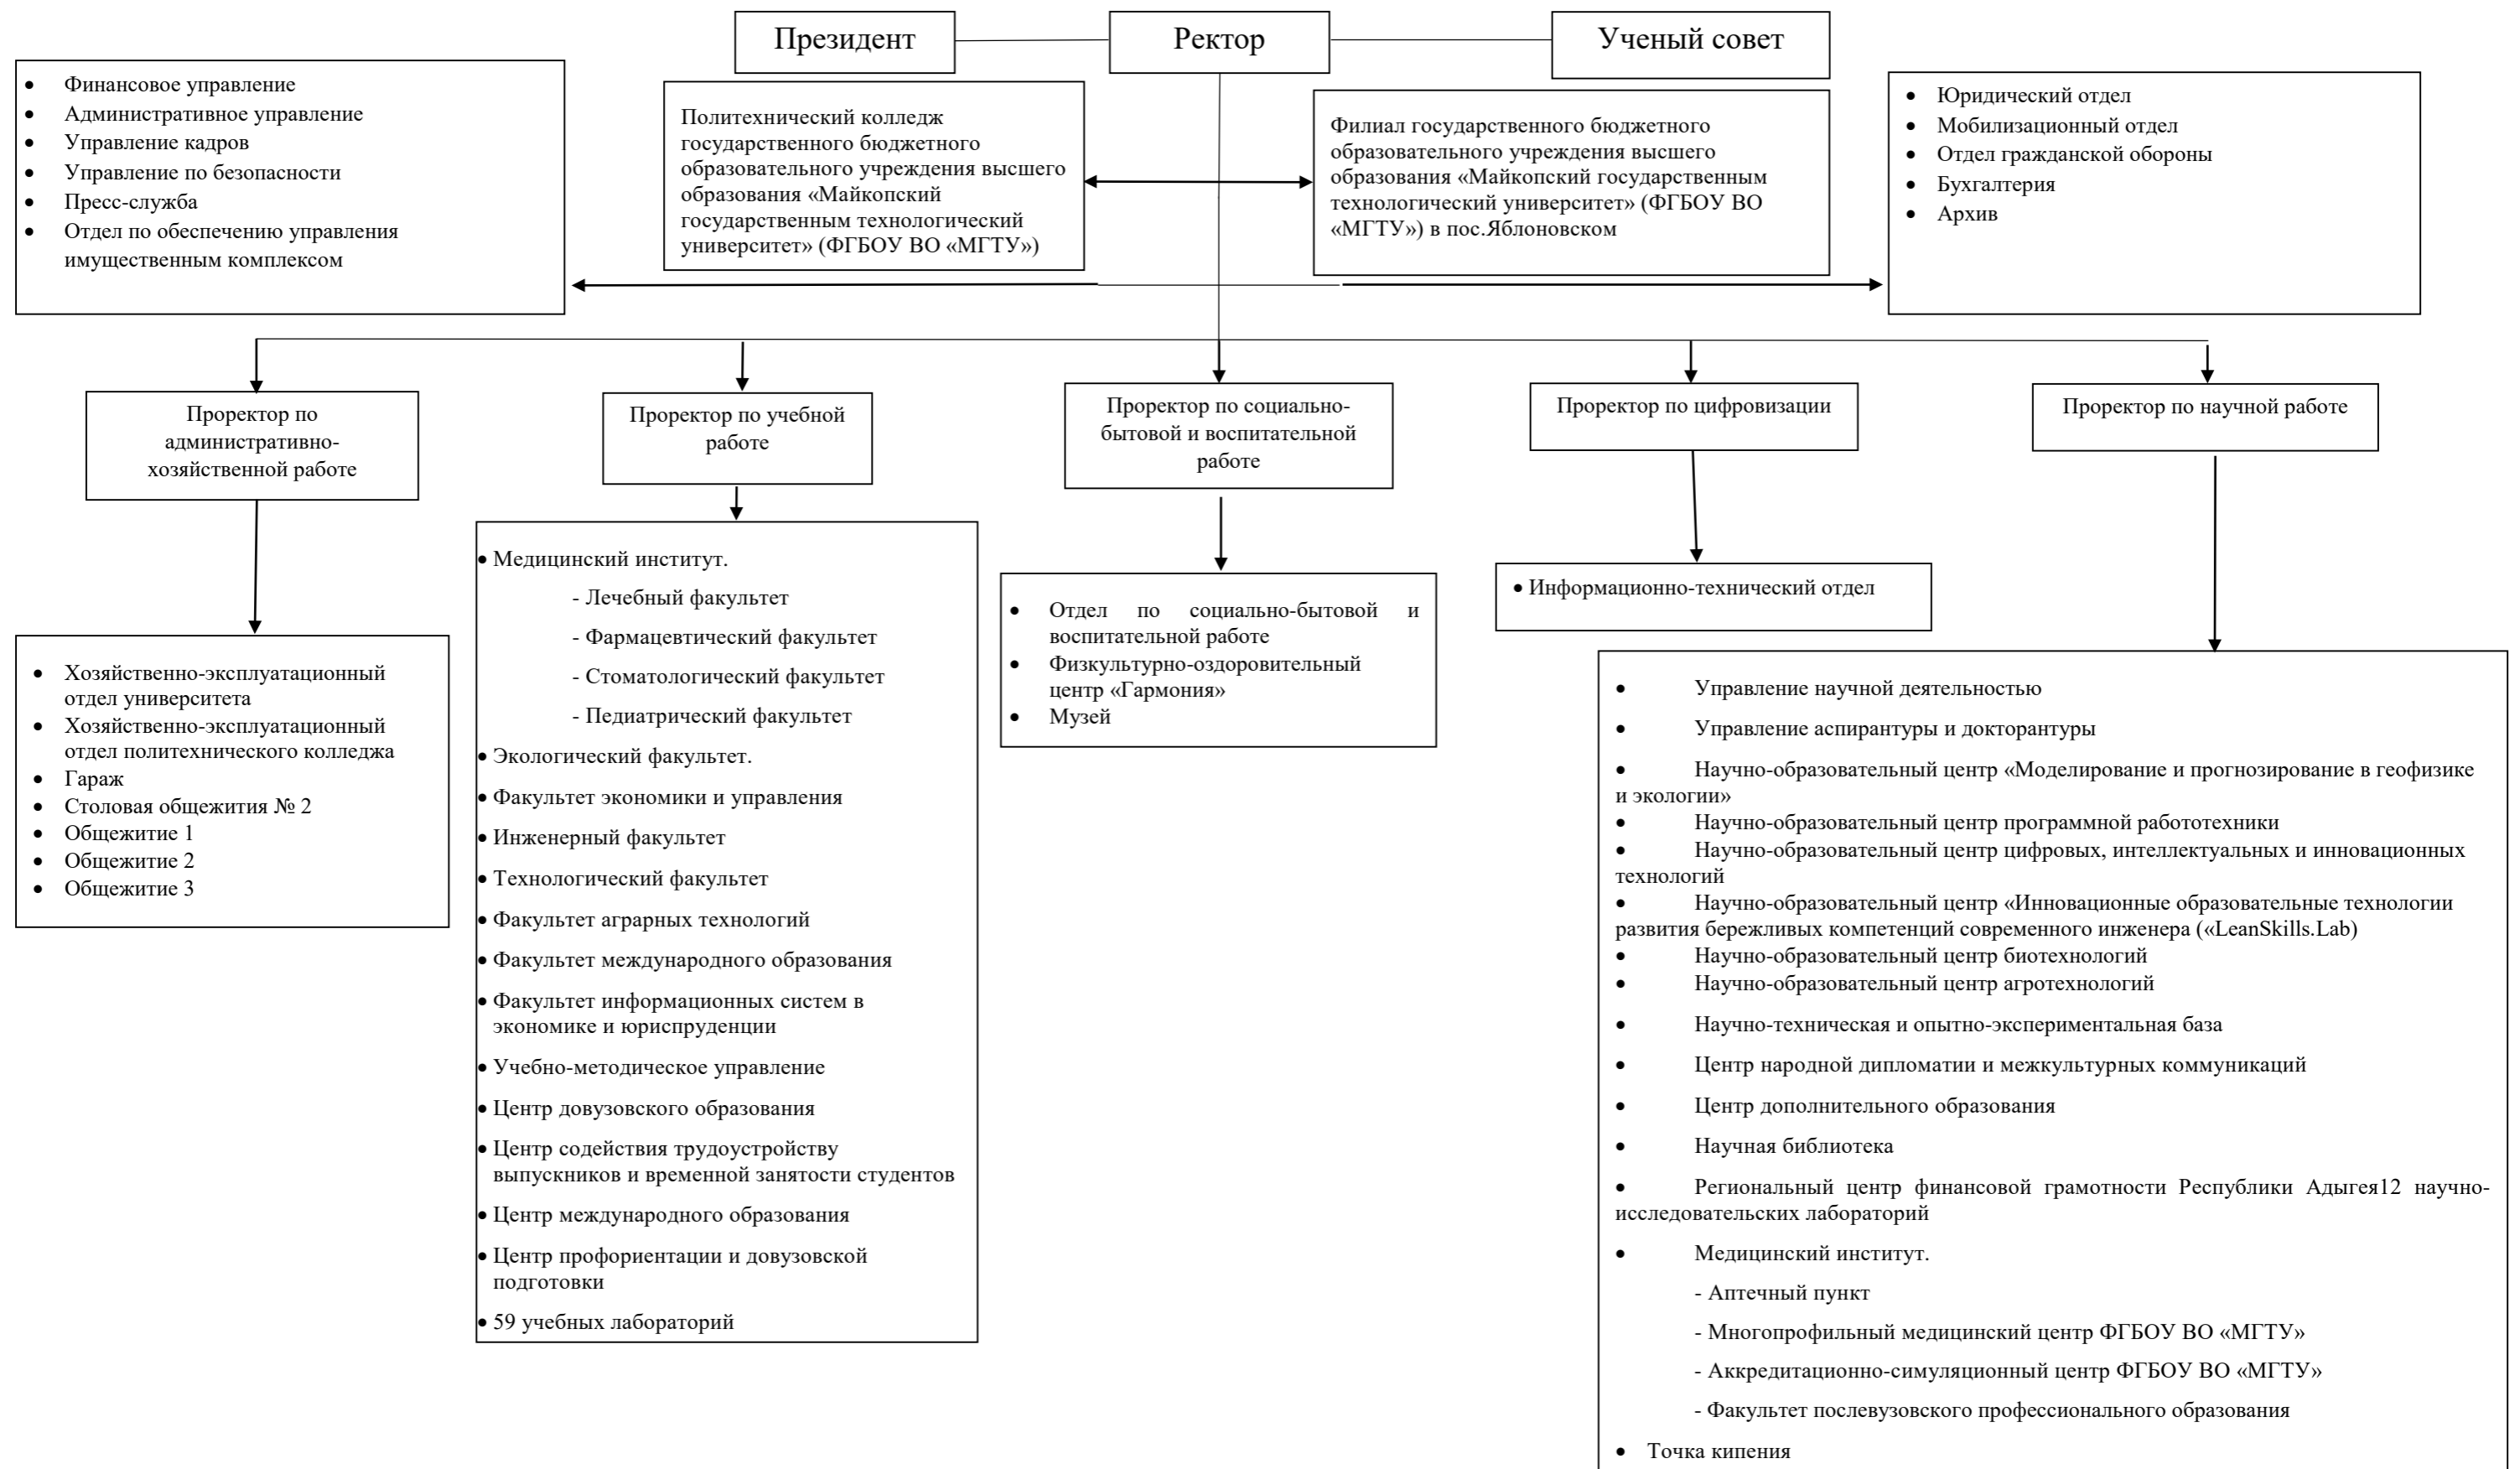 Президент
Ректор
Ученый совет
• Финансовое управление
• Административное управление
• Управление кадров
• Управление по безопасности
• Пресс-служба
• Отдел по обеспечению управления
имущественным комплексом
Политехнический колледж
государственного бюджетного
образовательного учреждения высшего
образования «Майкопский
государственным технологический
университет» (ФГБОУ ВО «МГТУ»)
Филиал государственного бюджетного
образовательного учреждения высшего
образования «Майкопский государственным
технологический университет» (ФГБОУ ВО
«МГТУ») в пос.Яблоновском
• Юридический отдел
• Мобилизационный отдел
• Отдел гражданской обороны
• Бухгалтерия
• Архив
Проректор по
административно-
хозяйственной работе
Проректор по учебной
работе
Проректор по социально-
бытовой и воспитательной
работе
Проректор по цифровизации
Проректор по научной работе
• Хозяйственно-эксплуатационный
отдел университета
• Хозяйственно-эксплуатационный
отдел политехнического колледжа
• Гараж
• Столовая общежития № 2
• Общежитие 1
• Общежитие 2
• Общежитие 3
• Медицинский институт.
- Лечебный факультет
- Фармацевтический факультет
- Стоматологический факультет
- Педиатрический факультет
• Экологический факультет.
• Факультет экономики и управления
• Инженерный факультет
• Технологический факультет
• Факультет аграрных технологий
• Факультет международного образования
• Факультет информационных систем в
экономике и юриспруденции
• Учебно-методическое управление
• Центр довузовского образования
• Центр содействия трудоустройству
выпускников и временной занятости студентов
• Центр международного образования
• Центр профориентации и довузовской
подготовки
• 59 учебных лабораторий
• Отдел по социально-бытовой и
воспитательной работе
• Физкультурно-оздоровительный
центр «Гармония»
• Музей
• Информационно-технический отдел
• Управление научной деятельностью
• Управление аспирантуры и докторантуры
• Научно-образовательный центр «Моделирование и прогнозирование в геофизике
и экологии»
• Научно-образовательный центр программной работотехники
• Научно-образовательный центр цифровых, интеллектуальных и инновационных
технологий
• Научно-образовательный центр «Инновационные образовательные технологии
развития бережливых компетенций современного инженера («LeanSkills.Lab)
• Научно-образовательный центр биотехнологий
• Научно-образовательный центр агротехнологий
• Научно-техническая и опытно-экспериментальная база
• Центр народной дипломатии и межкультурных коммуникаций
• Центр дополнительного образования
• Научная библиотека
• Региональный центр финансовой грамотности Республики Адыгея12 научно-
исследовательских лабораторий
• Медицинский институт.
- Аптечный пункт
- Многопрофильный медицинский центр ФГБОУ ВО «МГТУ»
- Аккредитационно-симуляционный центр ФГБОУ ВО «МГТУ»
- Факультет послевузовского профессионального образования
• Точка кипения